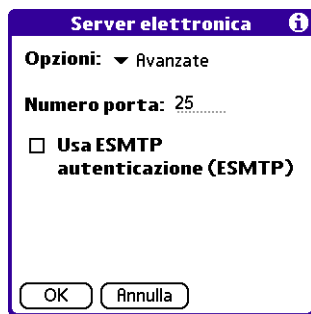 Server elettronica
Opzioni: Avanzate
Numero porta: 25
Usa ESMTP
autenticazione (ESMTP)
OK Annulla